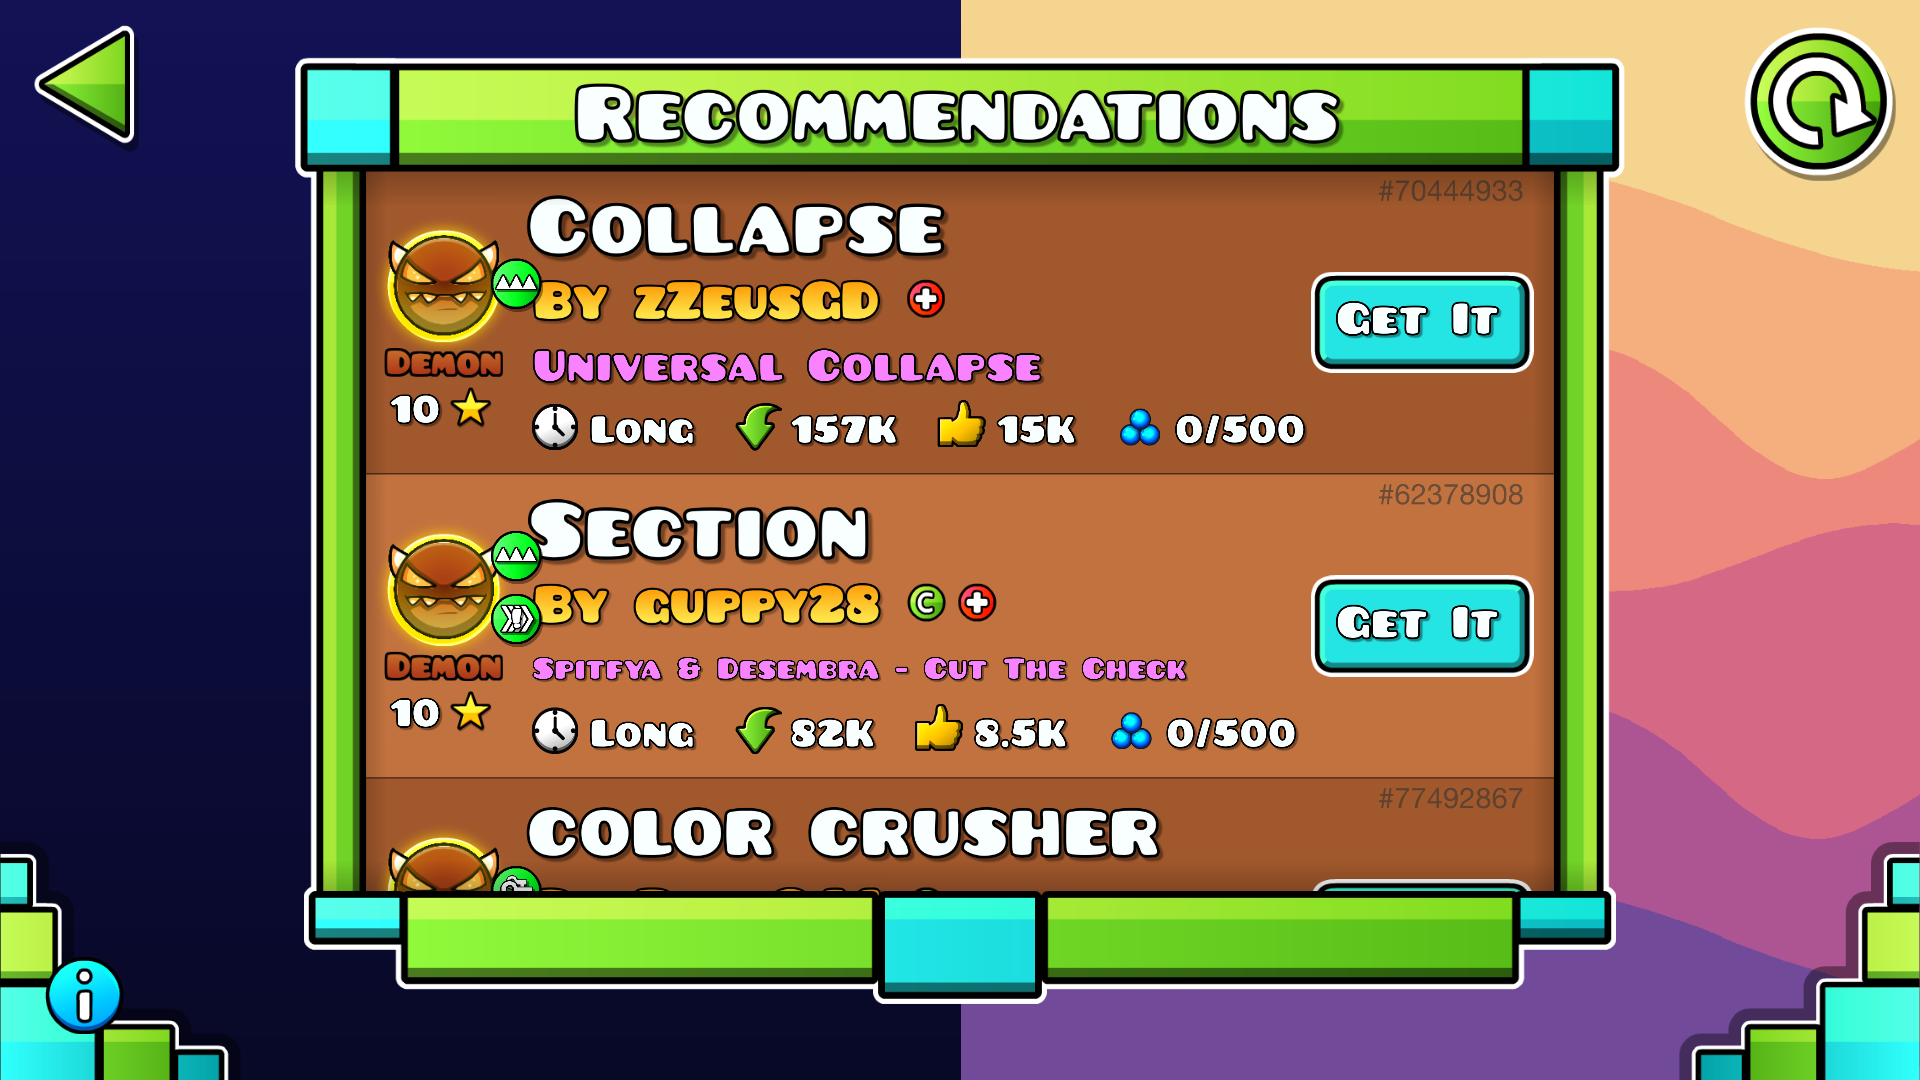 Recommendations
#70444933
Collapse
By zZeusGD
Get It
Demon
Universal Collapse
10
Long 157K 15K 0/500
#62378908
Section
By guppy28
C
Get It
Demon
Spitfya & Desembra - Cut The Check
10
Long 82K 8.5K 0/500
#77492867
color crusher
i